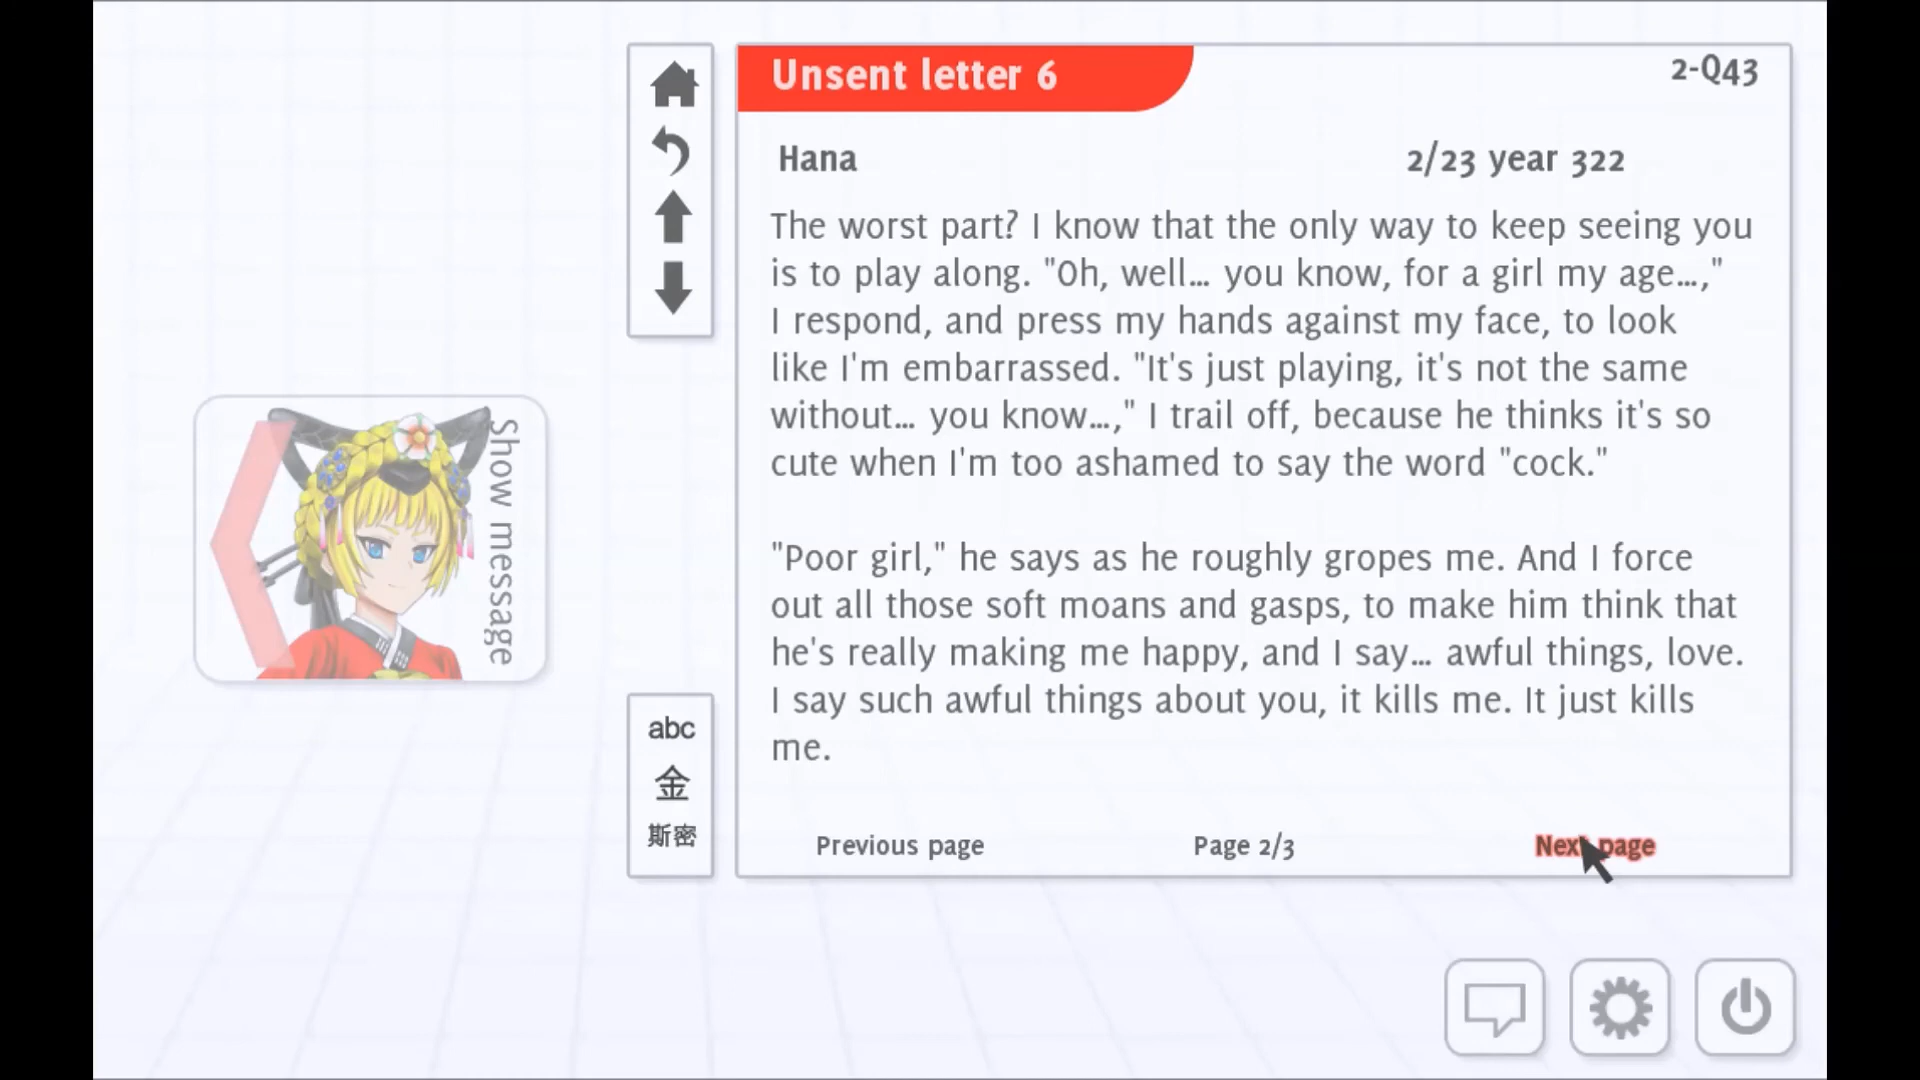 Unsent letter 6
2-Q43
Hana
2/23 year 322
The worst part? I know that the only way to keep seeing you
is to play along. "Oh, well… you know, for a girl my age…,"
I respond, and press my hands against my face, to look
like I'm embarrassed. "It's just playing, it's not the same
without… you know…," I trail off, because he thinks it's so
cute when I'm too ashamed to say the word "cock."
"Poor girl," he says as he roughly gropes me. And I force
out all those soft moans and gasps, to make him think that
he's really making me happy, and I say… awful things, love.
I say such awful things about you, it kills me. It just kills
me.
Previous page
Page 2/3
Next page
Show message
abc
金
斯密